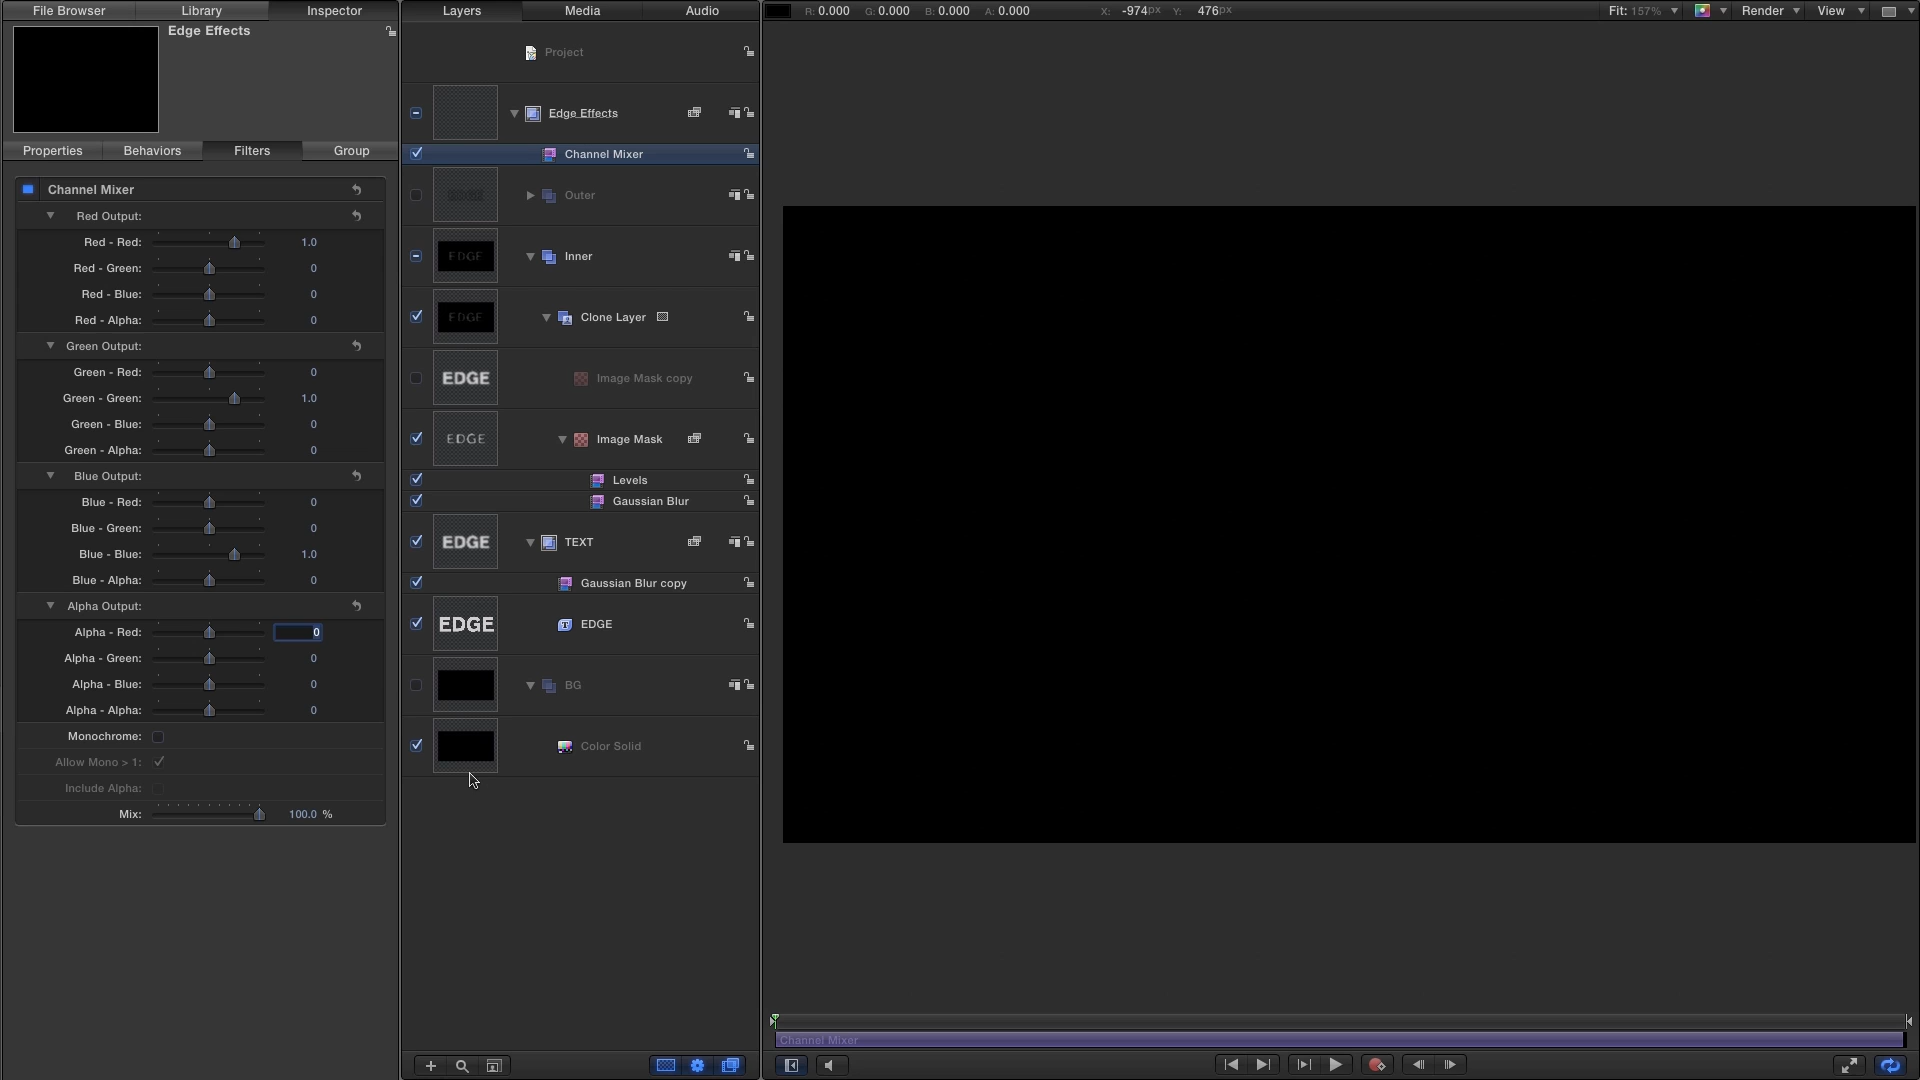 File Browser Library Inspector
Edge Effects
Properties Behaviors Filters Group
Channel Mixer
Red Output:
Red - Red: 1.0
Red - Green: 0
Red - Blue: 0
Red - Alpha: 0
Green Output:
Green - Red: 0
Green - Green: 1.0
Green - Blue: 0
Green - Alpha: 0
Blue Output:
Blue - Red: 0
Blue - Green: 0
Blue - Blue: 1.0
Blue - Alpha: 0
Alpha Output:
Alpha - Red: 0
Alpha - Green: 0
Alpha - Blue: 0
Alpha - Alpha: 0
Monochrome:
Allow Mono > 1:
Include Alpha:
Mix: 100.0 %
Layers Media Audio
Project
Edge Effects
Channel Mixer
Outer
EDGE Inner
EDGE Clone Layer
EDGE Image Mask copy
EDGE Image Mask
Levels
Gaussian Blur
EDGE TEXT
Gaussian Blur copy
EDGE EDGE
BG
Color Solid
R: 0.000 G: 0.000 B: 0.000 A: 0.000 X: -974px Y: 476px Fit: 157% Render View
Channel Mixer